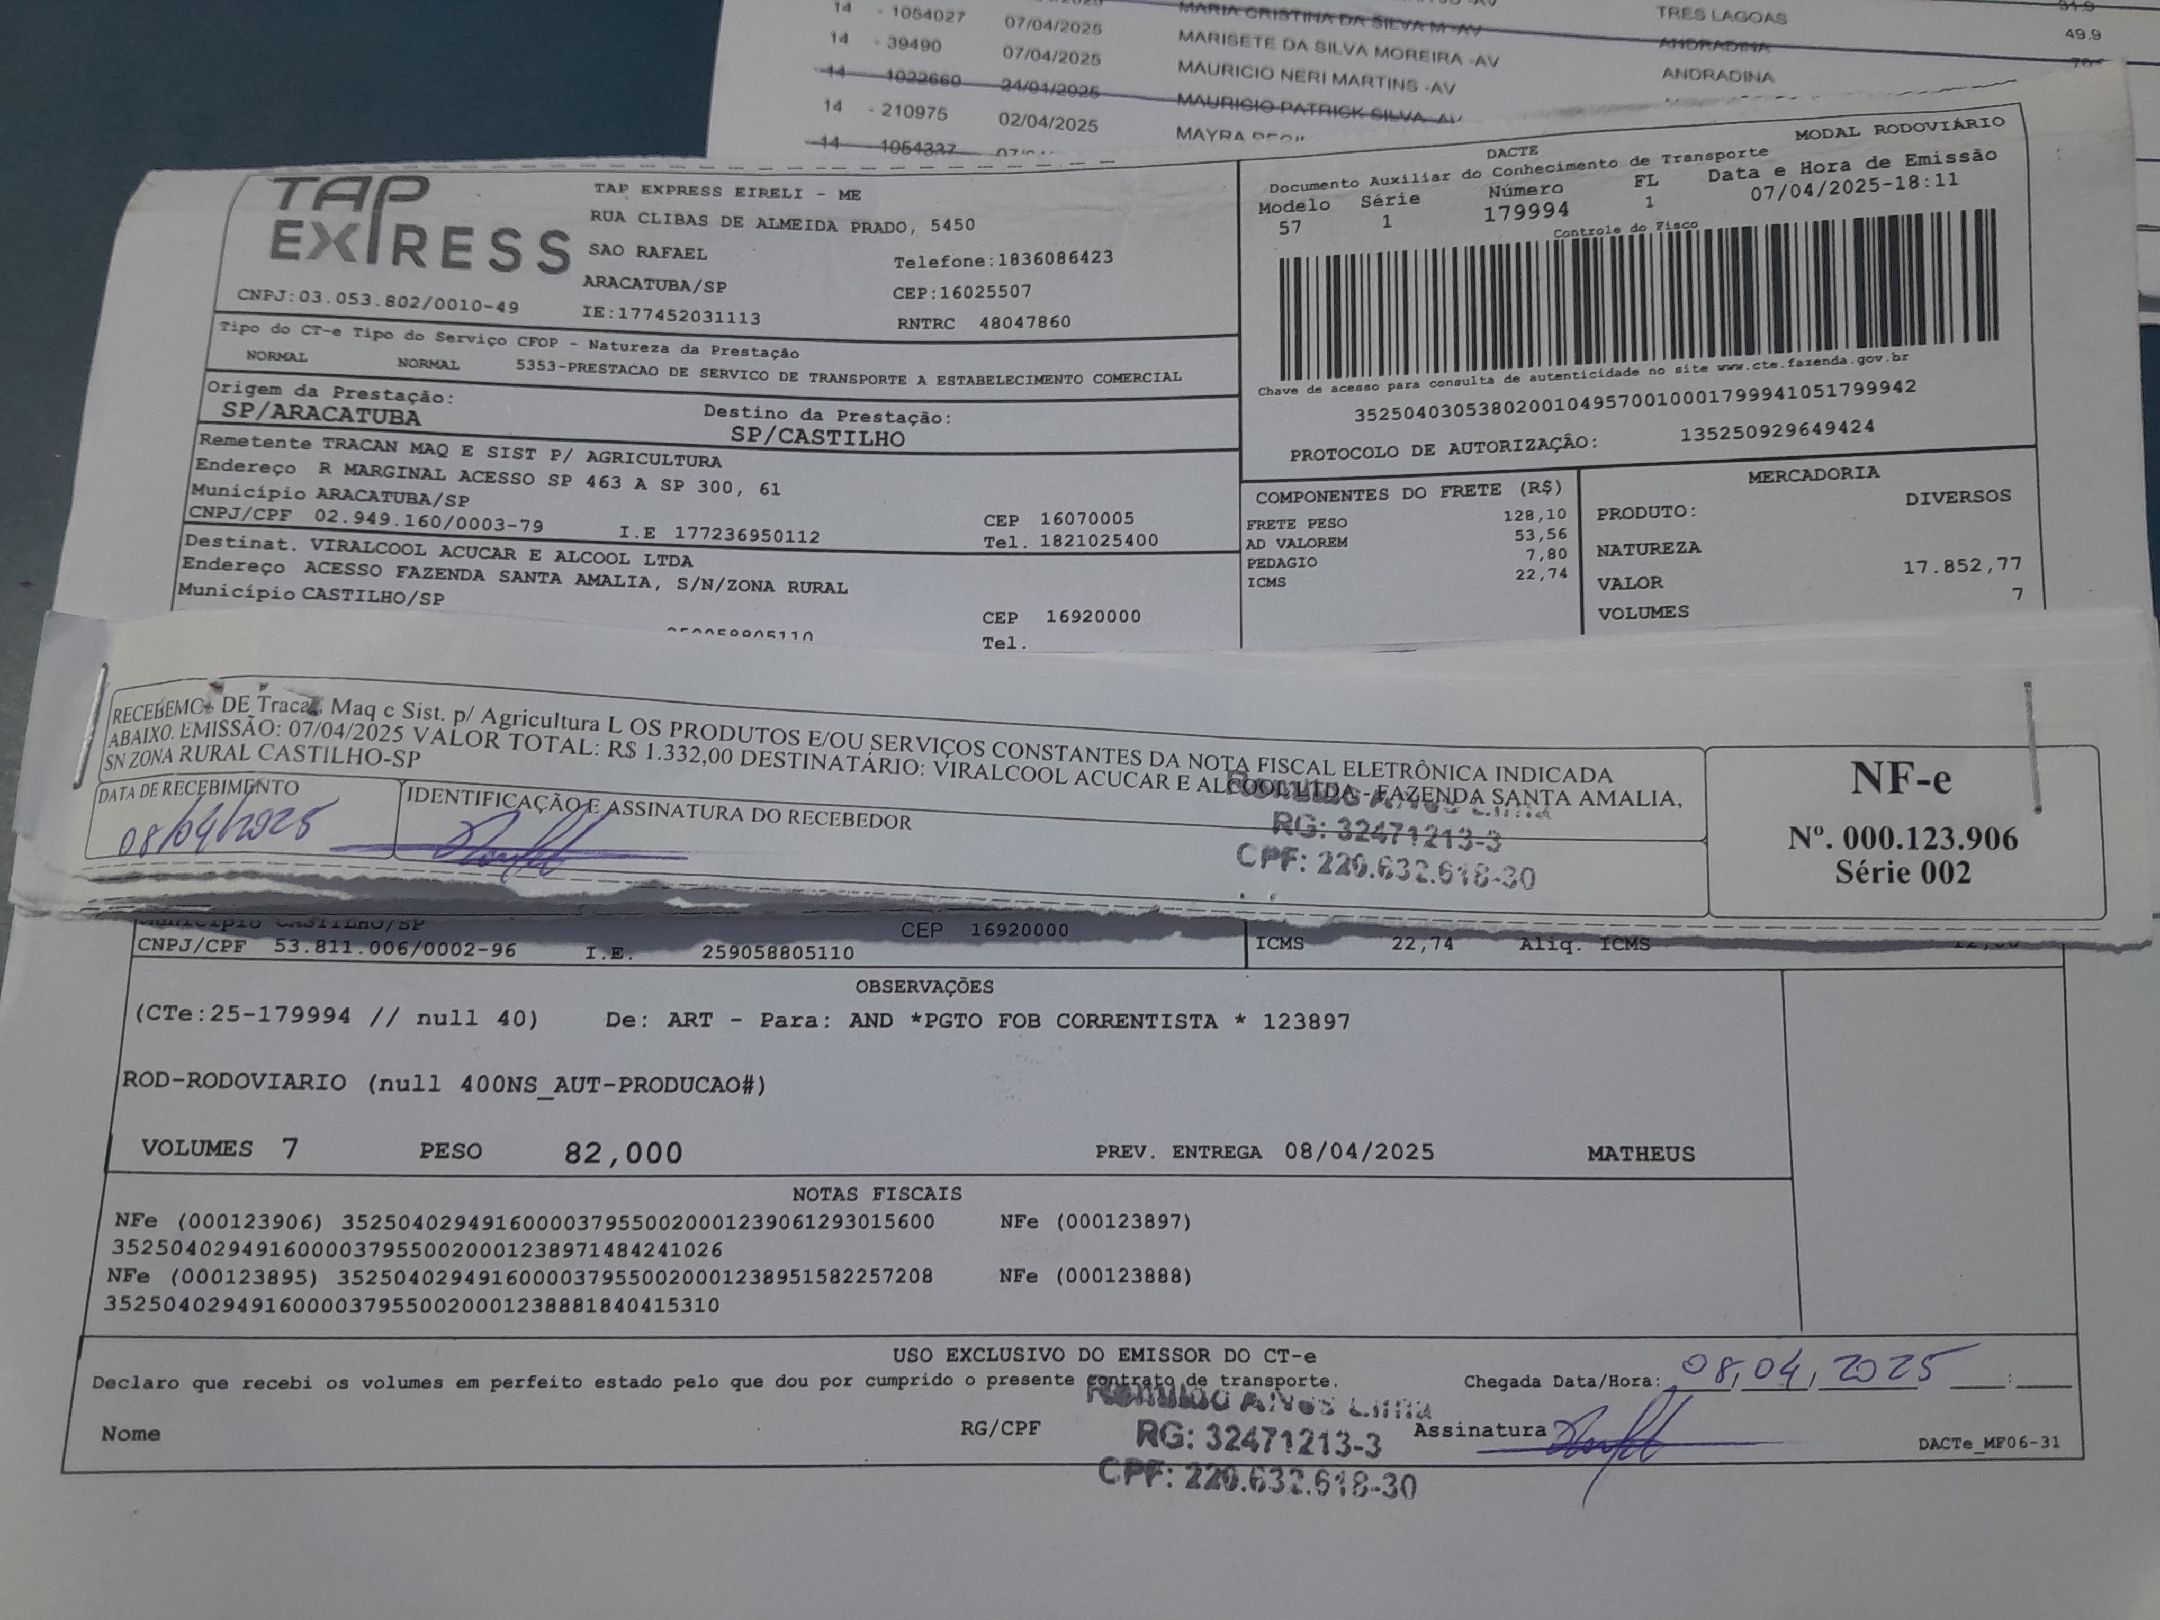 14 - 1054027 07/04/2025 MARIA CRISTINA DA SILVA M -AV TRES LAGOAS 49.9
14 - 39490 07/04/2025 MARISETE DA SILVA MOREIRA -AV ANDRADINA
14 - 1022660 24/01/2025 MAURICIO NERI MARTINS -AV ANDRADINA
14 - 210975 02/04/2025 MAURICIO PATRICK SILVA -AV
14 - 1054337 MAYRA
TAP EXPRESS
TAP EXPRESS EIRELI - ME
RUA CLIBAS DE ALMEIDA PRADO, 5450
SAO RAFAEL Telefone:1836086423
ARACATUBA/SP CEP:16025507
CNPJ:03.053.802/0010-49 IE:177452031113 RNTRC 48047860
DACTE MODAL RODOVIÁRIO
Documento Auxiliar do Conhecimento de Transporte
Modelo Série Número FL Data e Hora de Emissão
57 1 179994 1 07/04/2025-18:11
Controle do Fisco
Chave de acesso para consulta de autenticidade no site www.cte.fazenda.gov.br
35250403053802001049570010001799941051799942
PROTOCOLO DE AUTORIZAÇÂO: 135250929649424
Tipo do CT-e Tipo do Serviço CFOP - Natureza da Prestação
NORMAL NORMAL 5353-PRESTACAO DE SERVICO DE TRANSPORTE A ESTABELECIMENTO COMERCIAL
Origem da Prestação: Destino da Prestação:
SP/ARACATUBA SP/CASTILHO
Remetente TRACAN MAQ E SIST P/ AGRICULTURA
Endereço R MARGINAL ACESSO SP 463 A SP 300, 61
Município ARACATUBA/SP CEP 16070005
CNPJ/CPF 02.949.160/0003-79 I.E 177236950112 Tel. 1821025400
Destinat. VIRALCOOL ACUCAR E ALCOOL LTDA
Endereço ACESSO FAZENDA SANTA AMALIA, S/N/ZONA RURAL
Município CASTILHO/SP CEP 16920000
Tel.
COMPONENTES DO FRETE (R$)
FRETE PESO 128,10
AD VALOREM 53,56
PEDAGIO 7,80
ICMS 22,74
MERCADORIA
PRODUTO: DIVERSOS
NATUREZA
VALOR 17.852,77
VOLUMES 7
RECEBEMOS DE Tracan Maq e Sist. p/ Agricultura L OS PRODUTOS E/OU SERVIÇOS CONSTANTES DA NOTA FISCAL ELETRÔNICA INDICADA
ABAIXO. EMISSÃO: 07/04/2025 VALOR TOTAL: R$ 1.332,00 DESTINATÁRIO: VIRALCOOL ACUCAR E ALCOOL LTDA - FAZENDA SANTA AMALIA,
SN ZONA RURAL CASTILHO-SP
DATA DE RECEBIMENTO IDENTIFICAÇÃO E ASSINATURA DO RECEBEDOR
08/04/2025
Romildo Alves Lima
RG: 32471213-3
CPF: 220.632.618-30
NF-e
Nº. 000.123.906
Série 002
Município CASTILHO/SP CEP 16920000
CNPJ/CPF 53.811.006/0002-96 I.E. 259058805110
ICMS 22,74 Aliq. ICMS
OBSERVAÇÕES
(CTe:25-179994 // null 40) De: ART - Para: AND *PGTO FOB CORRENTISTA * 123897
ROD-RODOVIARIO (null 400NS_AUT-PRODUCAO#)
VOLUMES 7 PESO 82,000 PREV. ENTREGA 08/04/2025 MATHEUS
NOTAS FISCAIS
NFe (000123906) 35250402949160000379550020001239061293015600 NFe (000123897)
35250402949160000379550020001238971484241026
NFe (000123895) 35250402949160000379550020001238951582257208 NFe (000123888)
35250402949160000379550020001238881840415310
USO EXCLUSIVO DO EMISSOR DO CT-e
Declaro que recebi os volumes em perfeito estado pelo que dou por cumprido o presente contrato de transporte. Chegada Data/Hora: 08,04,2025
Nome RG/CPF Assinatura
Romildo Alves Lima
RG: 32471213-3
CPF: 220.632.618-30
DACTe_MF06-31